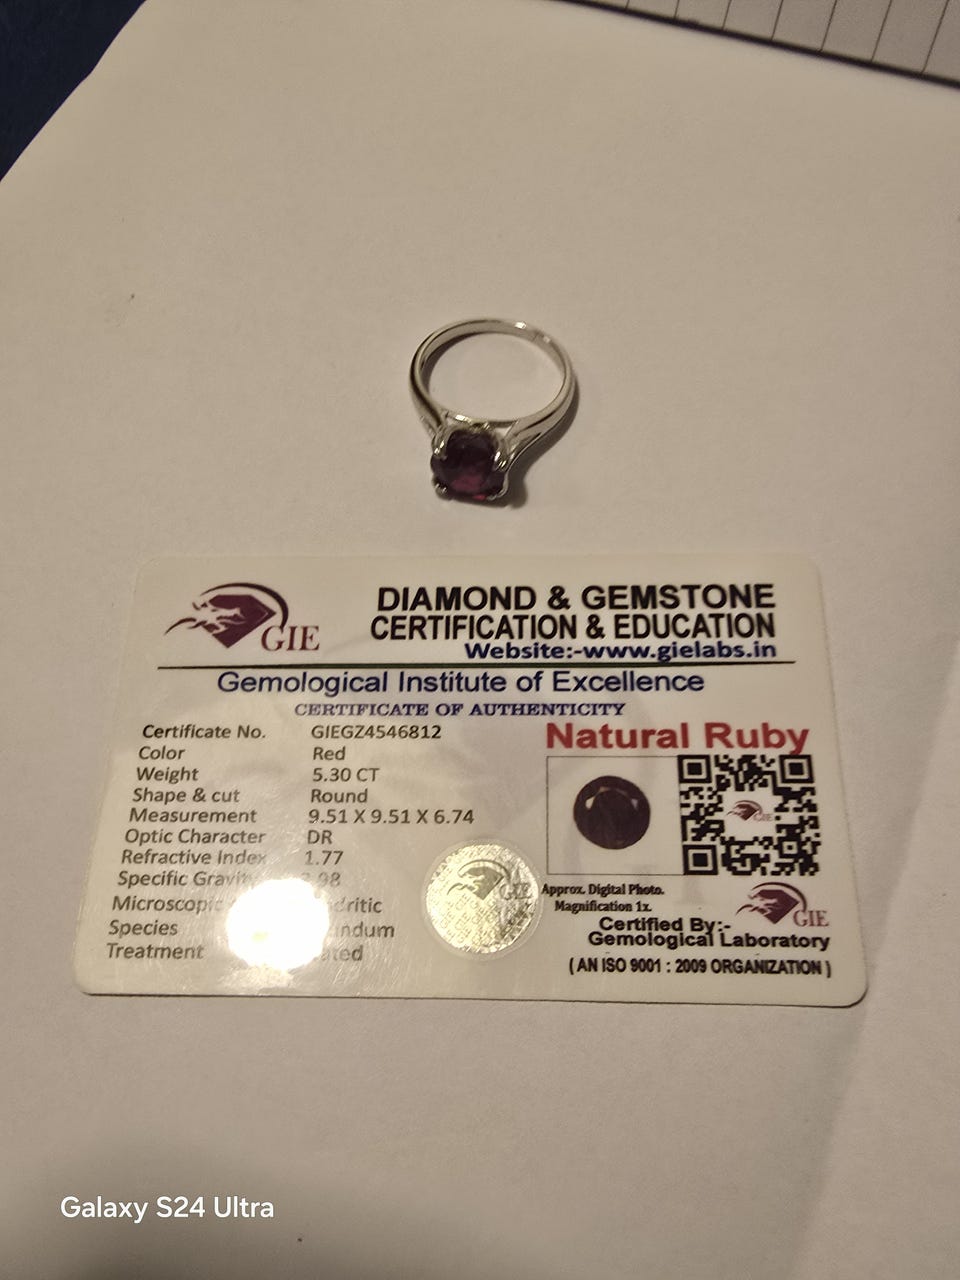 GIE
DIAMOND & GEMSTONE
CERTIFICATION & EDUCATION
Website:-www.gielabs.in
Gemological Institute of Excellence
CERTIFICATE OF AUTHENTICITY
Certificate No. GIEGZ4546812
Color Red
Weight 5.30 CT
Shape & cut Round
Measurement 9.51 X 9.51 X 6.74
Optic Character DR
Refractive Index 1.77
Specific
Species
Treatment
Natural Ruby
GIE
GIE
Approx. Digital Photo.
Magnification 1x.
GIE
Certified By:-
Gemological Laboratory
( AN ISO 9001 : 2009 ORGANIZATION )
Galaxy S24 Ultra